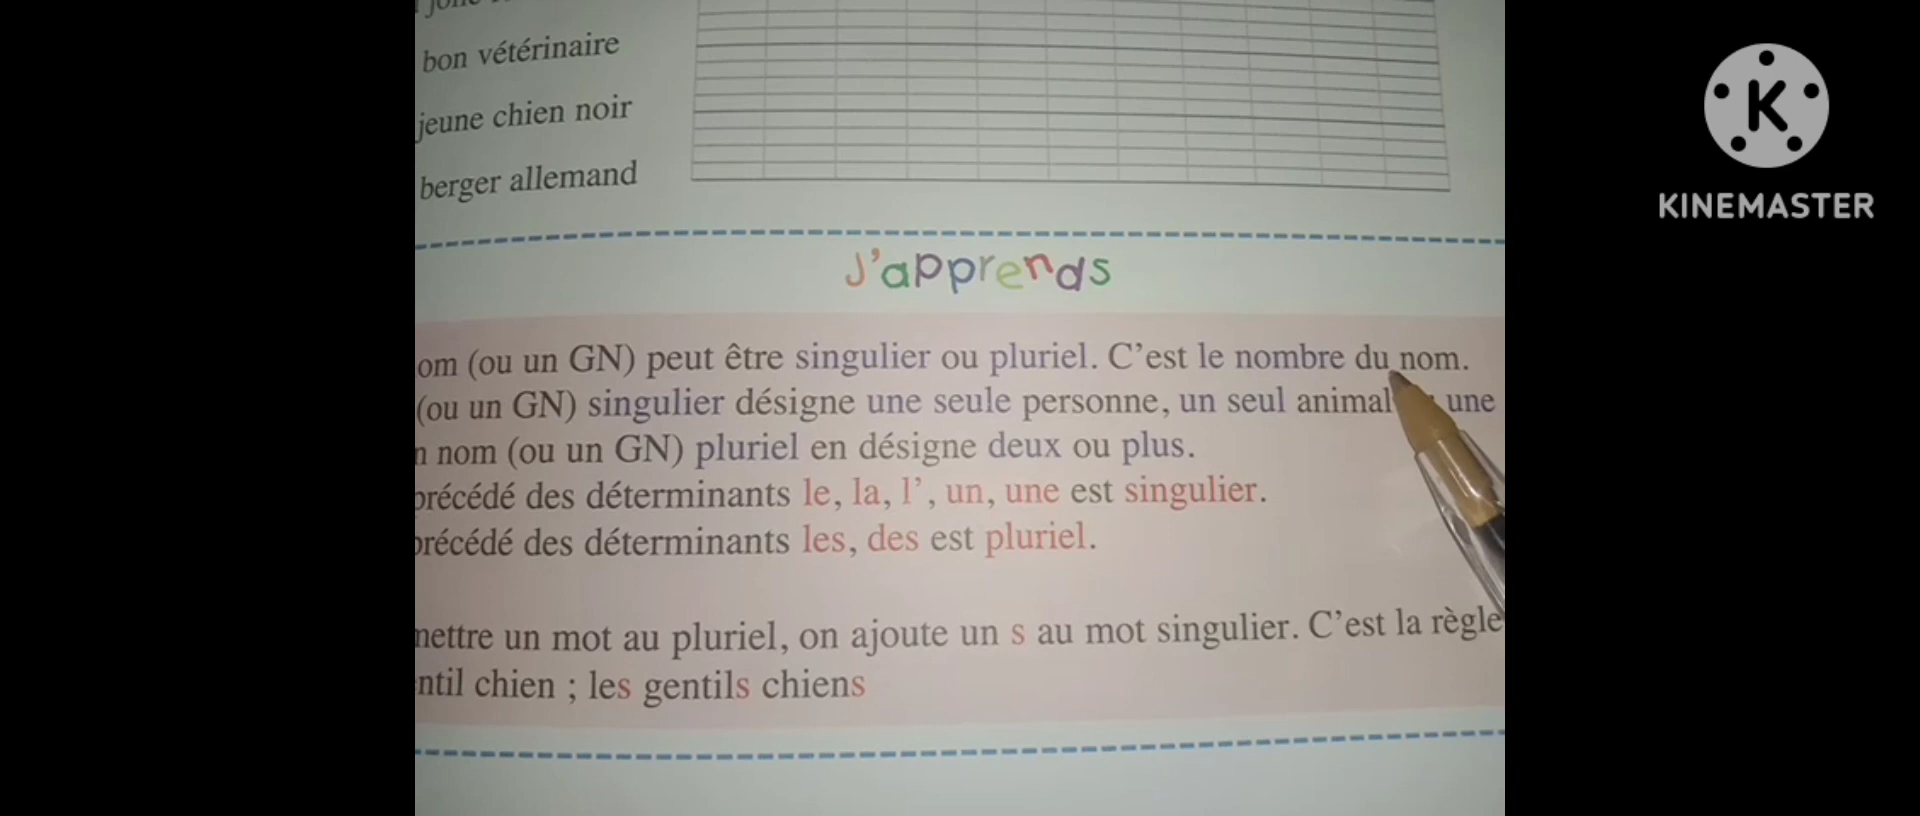 bon vétérinaire
jeune chien noir
berger allemand
J'apprends
om (ou un GN) peut être singulier ou pluriel. C'est le nombre du nom.
(ou un GN) singulier désigne une seule personne, un seul animal une
n nom (ou un GN) pluriel en désigne deux ou plus.
précédé des déterminants le, la, l', un, une est singulier.
précédé des déterminants les, des est pluriel.
mettre un mot au pluriel, on ajoute un s au mot singulier. C'est la règle
ntil chien ; les gentils chiens
K
KINEMASTER